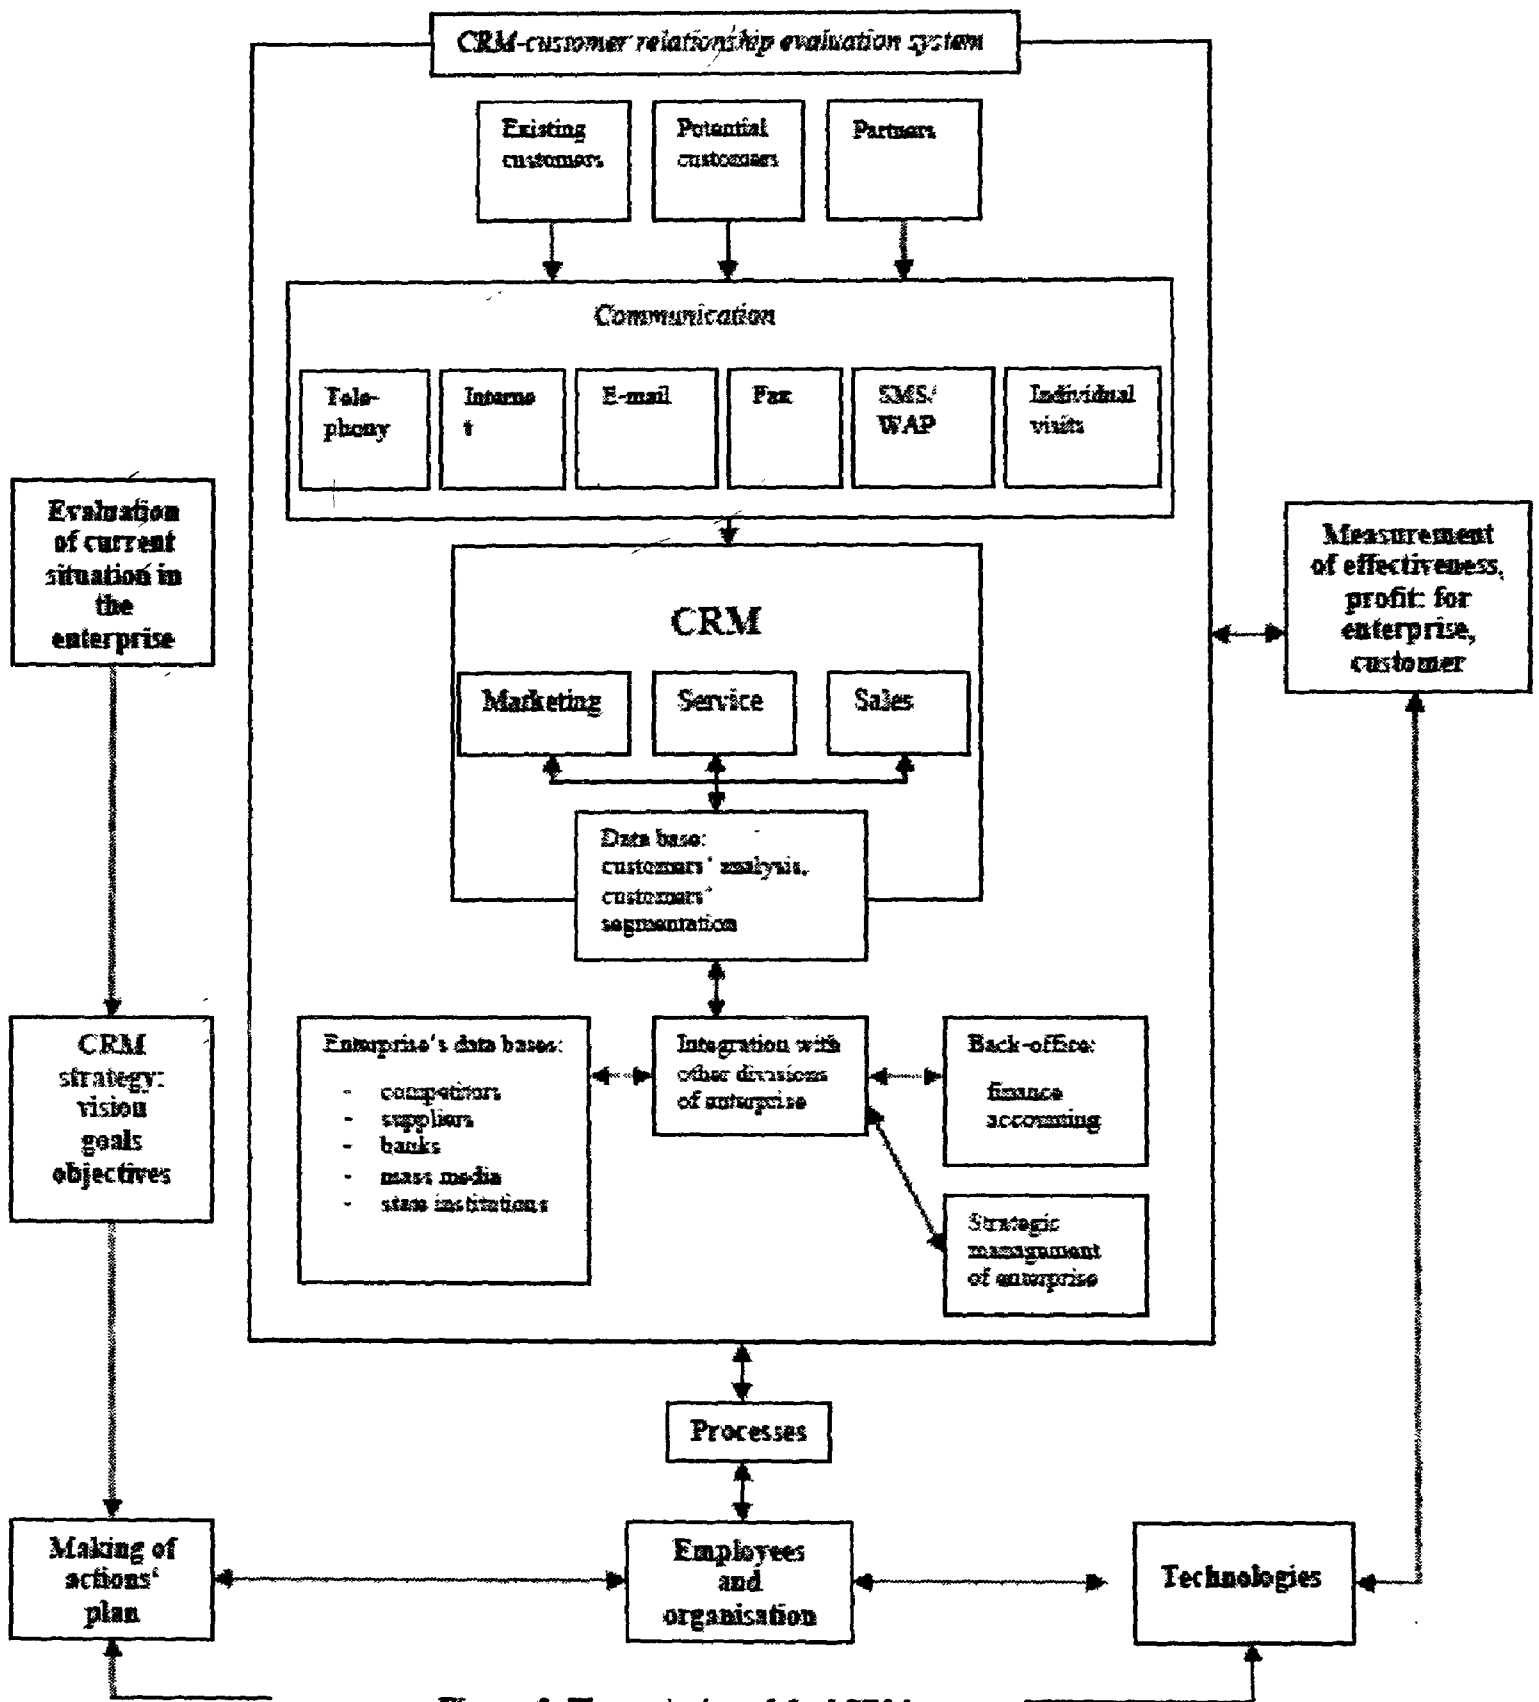 CRM-customer relationship evaluation system
Existing
customers
Potential
customers
Partners
Communication
Tele-
phony
Interne
t
E-mail
Fax
SMS/
WAP
Individual
visits
Evaluation
of current
situation in
the
enterprise
Measurement
of effectiveness,
profit: for
enterprise,
customer
CRM
Marketing
Service
Sales
Data base:
customers‘ analysis,
customers‘
segmentation
CRM
strategy:
vision
goals
objectives
Enterprise's data bases:
- competitors
- suppliers
- banks
- mass media
- state institutions
Integration with
other divisions
of enterprise
Back-office:
finance
accounting
Strategic
management
of enterprise
Processes
Making of
actions‘
plan
Employees
and
organisation
Technologies